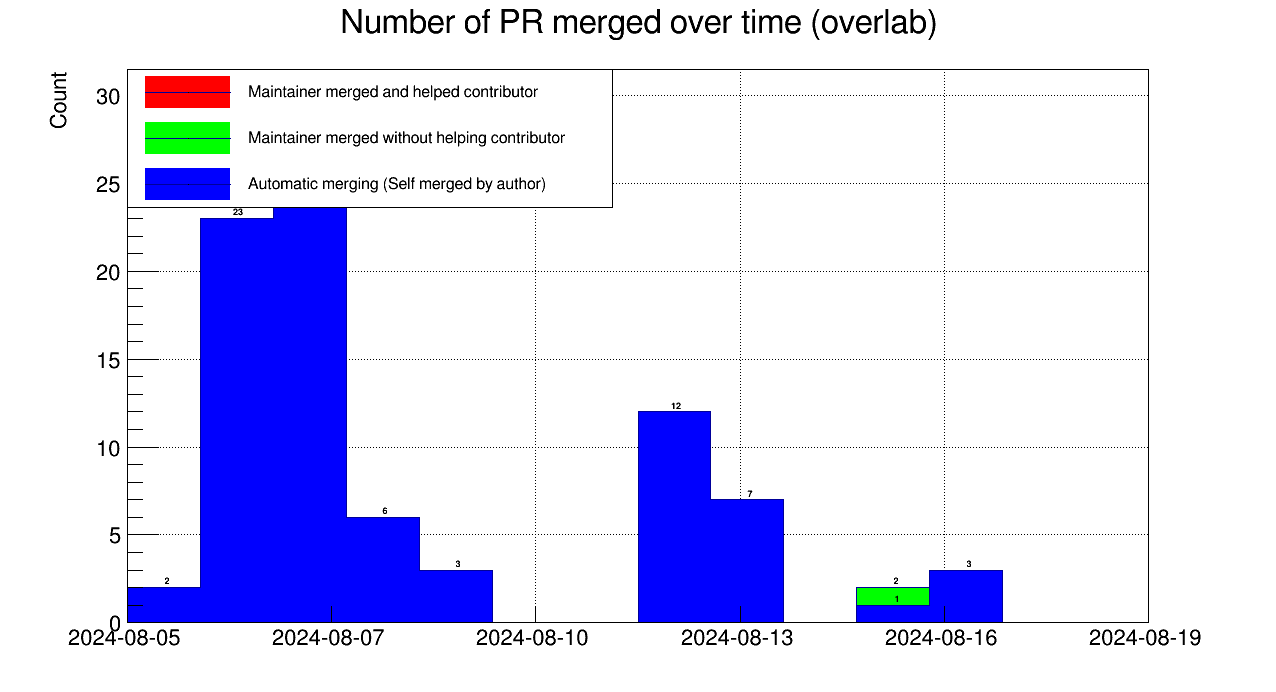 Number of PR merged over time (overlab)
Count
30
25
20
15
10
5
0
Maintainer merged and helped contributor
Maintainer merged without helping contributor
Automatic merging (Self merged by author)
2
23
6
3
12
7
2
1
3
2024-08-05 2024-08-07 2024-08-10 2024-08-13 2024-08-16 2024-08-19